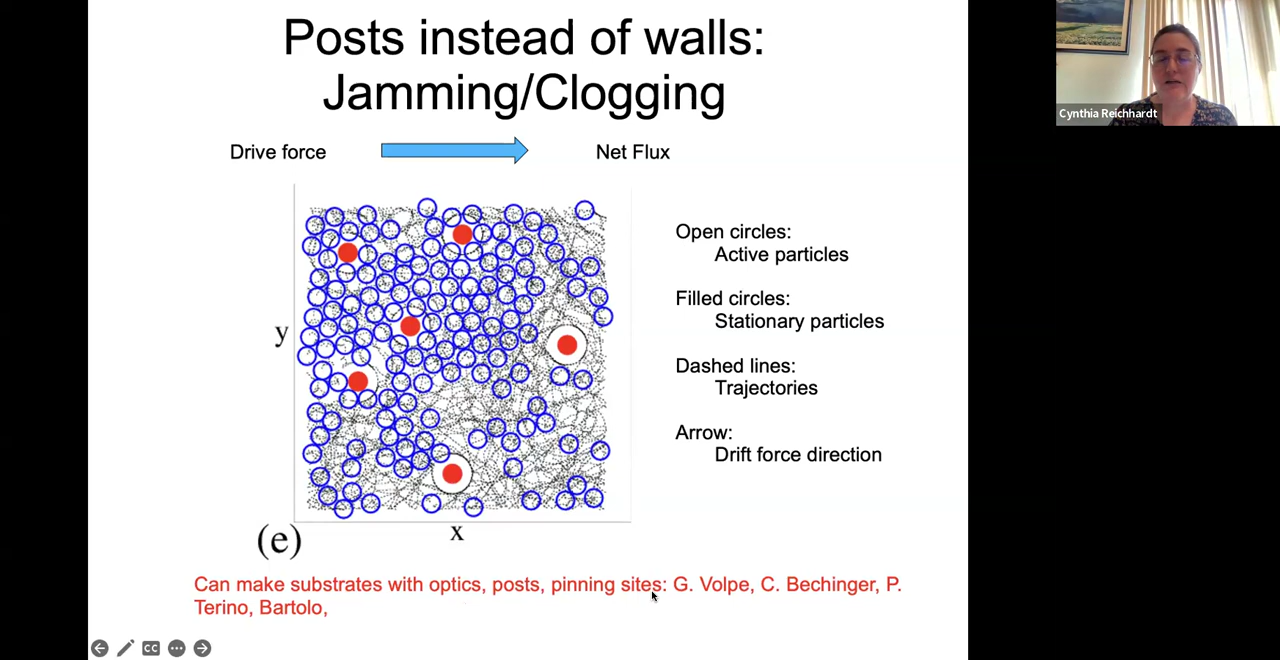 Posts instead of walls:
Jamming/Clogging
Drive force
Net Flux
Cynthia Reichhardt
Open circles:
Active particles
Filled circles:
Stationary particles
Dashed lines:
Trajectories
Arrow:
Drift force direction
y
x
(e)
Can make substrates with optics, posts, pinning sites: G. Volpe, C. Bechinger, P.
Terino, Bartolo,
CC